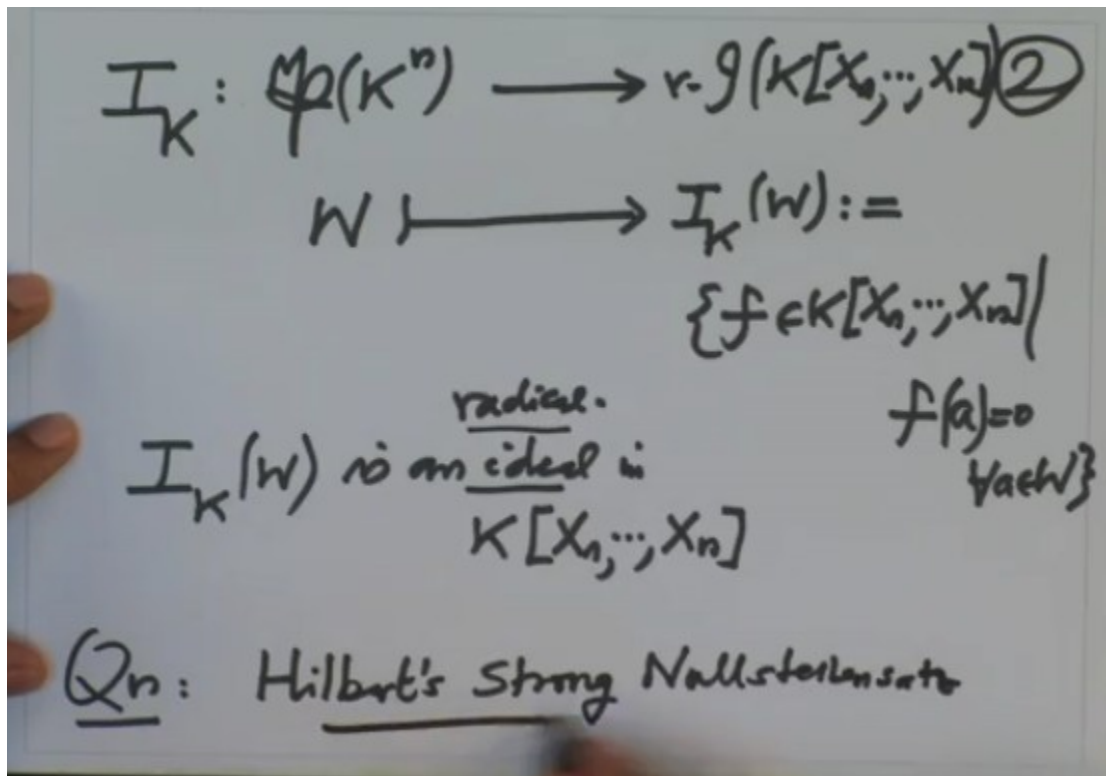 I_K : 𝔓(K^n) ⟶ r-𝒥(K[X_1,⋯,X_n]) ②
W ⟼ I_K(W) :=
{f ∈ K[X_1,⋯,X_n] |
f(a)=0
∀a∈W}
radical.
I_K(W) is an ideal in
K[X_1,⋯,X_n]
Qn: Hilbert's Strong Nullstellensatz